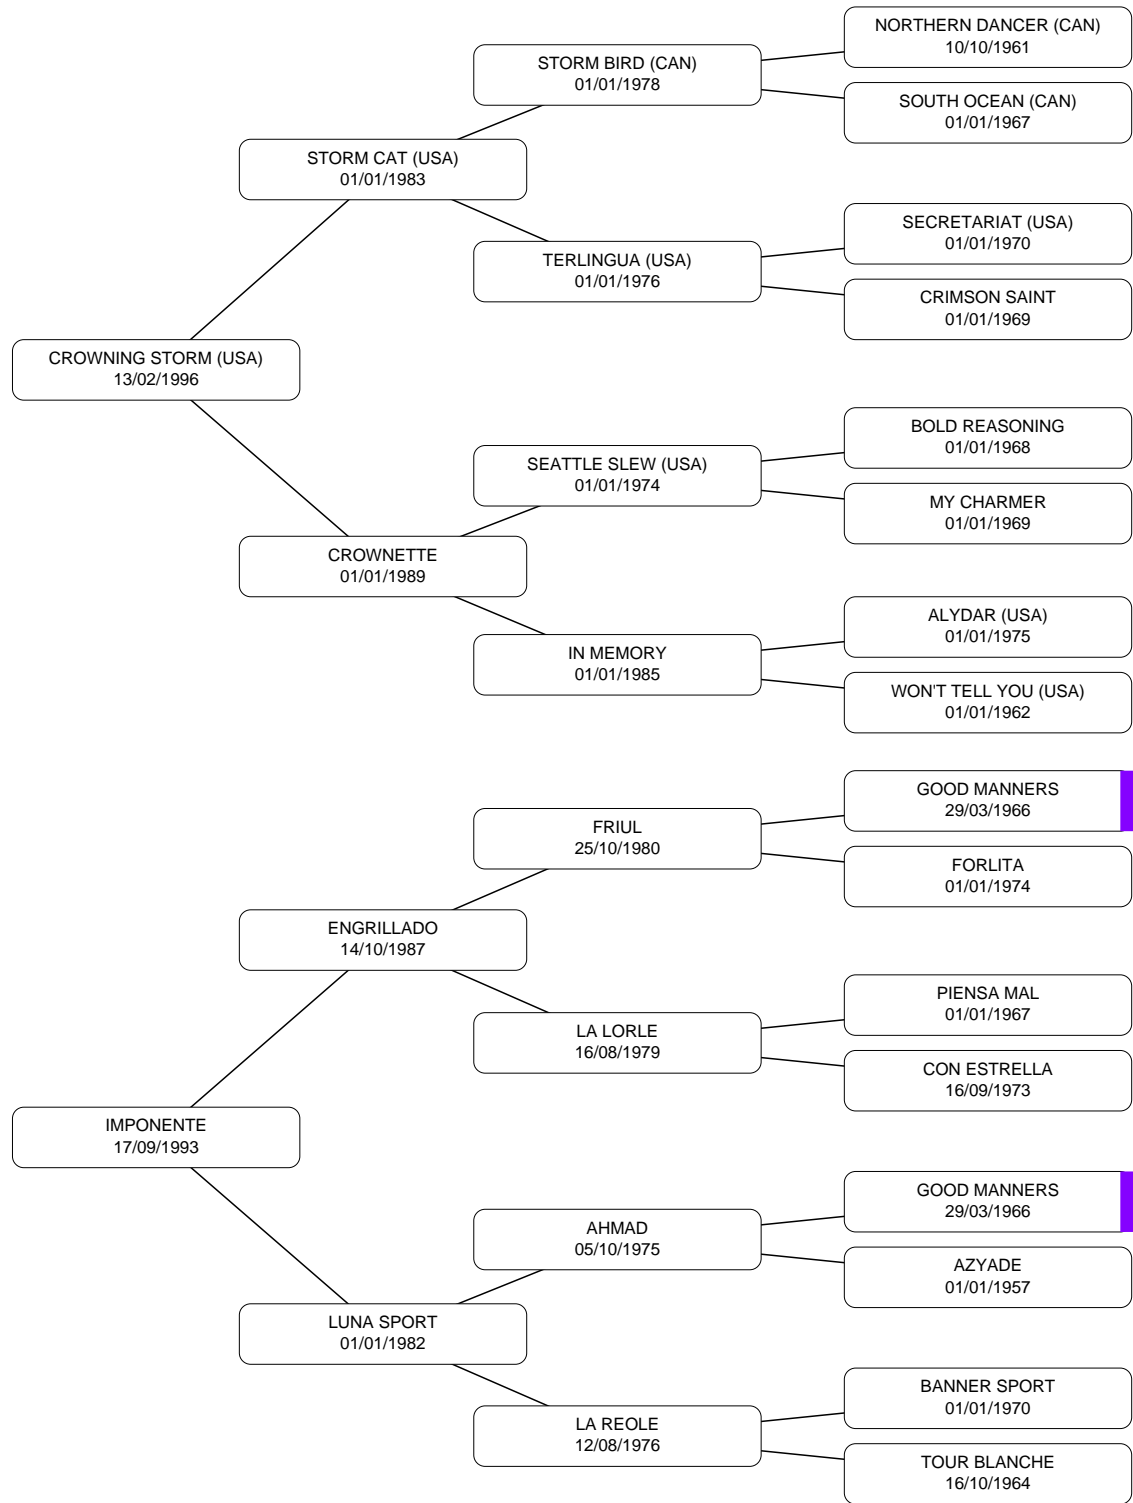 NORTHERN DANCER (CAN)
10/10/1961
STORM BIRD (CAN)
01/01/1978
SOUTH OCEAN (CAN)
01/01/1967
STORM CAT (USA)
01/01/1983
SECRETARIAT (USA)
01/01/1970
TERLINGUA (USA)
01/01/1976
CRIMSON SAINT
01/01/1969
CROWNING STORM (USA)
13/02/1996
BOLD REASONING
01/01/1968
SEATTLE SLEW (USA)
01/01/1974
MY CHARMER
01/01/1969
CROWNETTE
01/01/1989
ALYDAR (USA)
01/01/1975
IN MEMORY
01/01/1985
WON'T TELL YOU (USA)
01/01/1962
GOOD MANNERS
29/03/1966
FRIUL
25/10/1980
FORLITA
01/01/1974
ENGRILLADO
14/10/1987
PIENSA MAL
01/01/1967
LA LORLE
16/08/1979
CON ESTRELLA
16/09/1973
IMPONENTE
17/09/1993
GOOD MANNERS
29/03/1966
AHMAD
05/10/1975
AZYADE
01/01/1957
LUNA SPORT
01/01/1982
BANNER SPORT
01/01/1970
LA REOLE
12/08/1976
TOUR BLANCHE
16/10/1964